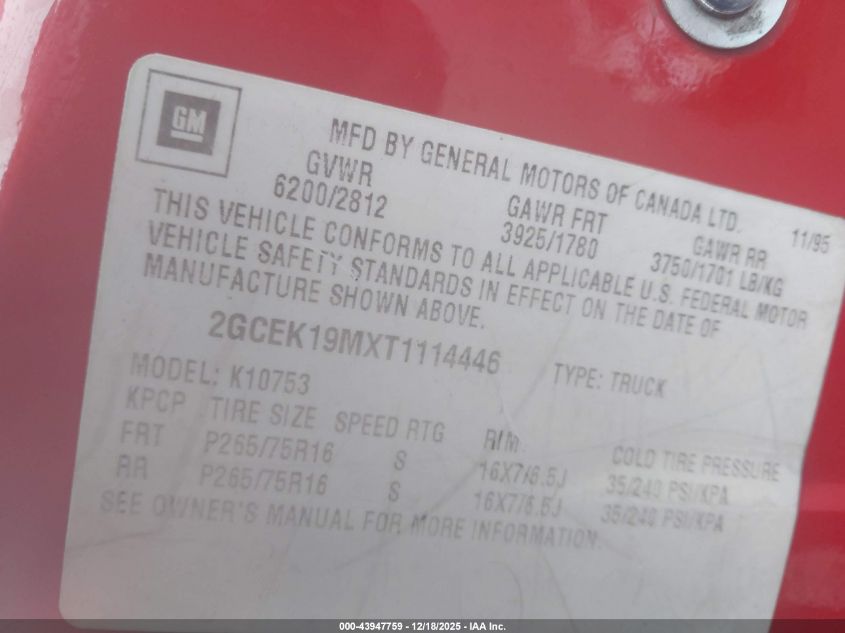 GM
MFD BY GENERAL MOTORS OF CANADA LTD. 11/95
GVWR GAWR FRT GAWR RR
6200/2812 3925/1780 3750/1701 LB/KG
THIS VEHICLE CONFORMS TO ALL APPLICABLE U.S. FEDERAL MOTOR
VEHICLE SAFETY STANDARDS IN EFFECT ON THE DATE OF
MANUFACTURE SHOWN ABOVE.
2GCEK19MXT1114446 TYPE: TRUCK
MODEL: K10753
KPCP TIRE SIZE SPEED RTG RIM COLD TIRE PRESSURE
FRT P265/75R16 S 16X7/6.5J 35/240 PSI/KPA
RR P265/75R16 S 16X7/6.5J 35/240 PSI/KPA
SEE OWNER'S MANUAL FOR MORE INFORMATION.
000-43947759 - 12/18/2025 - IAA Inc.